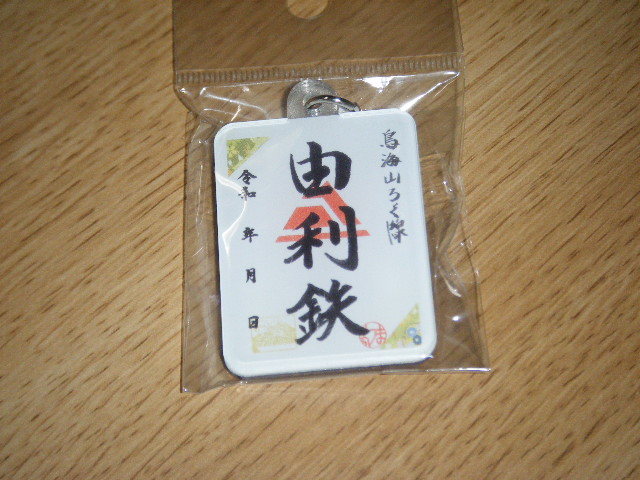 鳥海山ろく線
由利鉄
令和 年 月 日